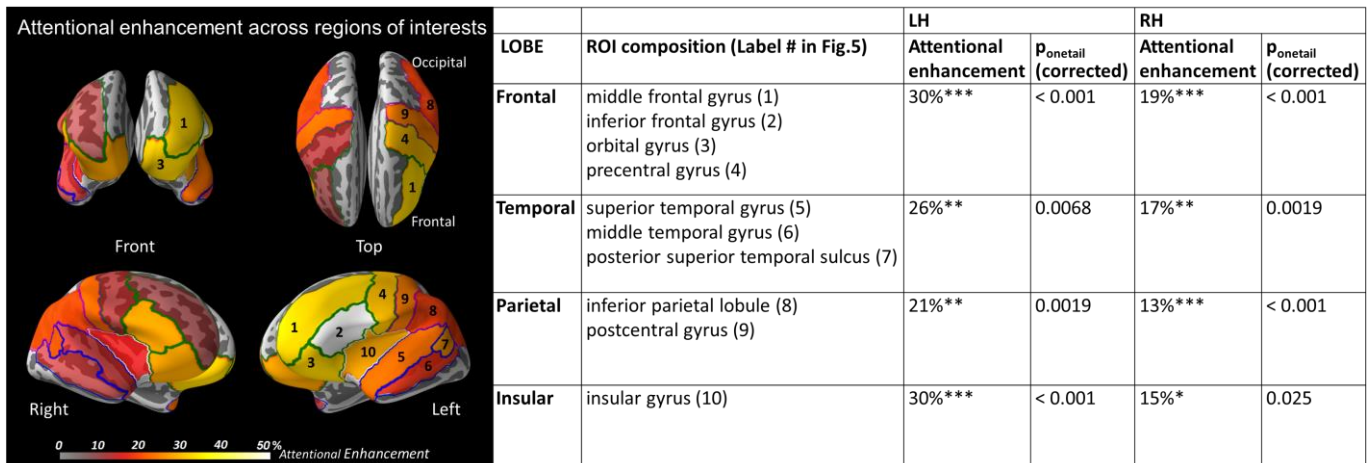 Attentional enhancement across regions of interests
Occipital
8
9
4
1
Frontal
1
3
Front
Top
4
9
1
2
8
10
7
3
5
6
Right
Left
0 10 20 30 40 50 %
Attentional Enhancement
LH RH
LOBE ROI composition (Label # in Fig.5) Attentional enhancement p onetail (corrected) Attentional enhancement p onetail (corrected)
Frontal middle frontal gyrus (1) 30%*** < 0.001 19%*** < 0.001
inferior frontal gyrus (2)
orbital gyrus (3)
precentral gyrus (4)
Temporal superior temporal gyrus (5) 26%** 0.0068 17%** 0.0019
middle temporal gyrus (6)
posterior superior temporal sulcus (7)
Parietal inferior parietal lobule (8) 21%** 0.0019 13%*** < 0.001
postcentral gyrus (9)
Insular insular gyrus (10) 30%*** < 0.001 15%* 0.025